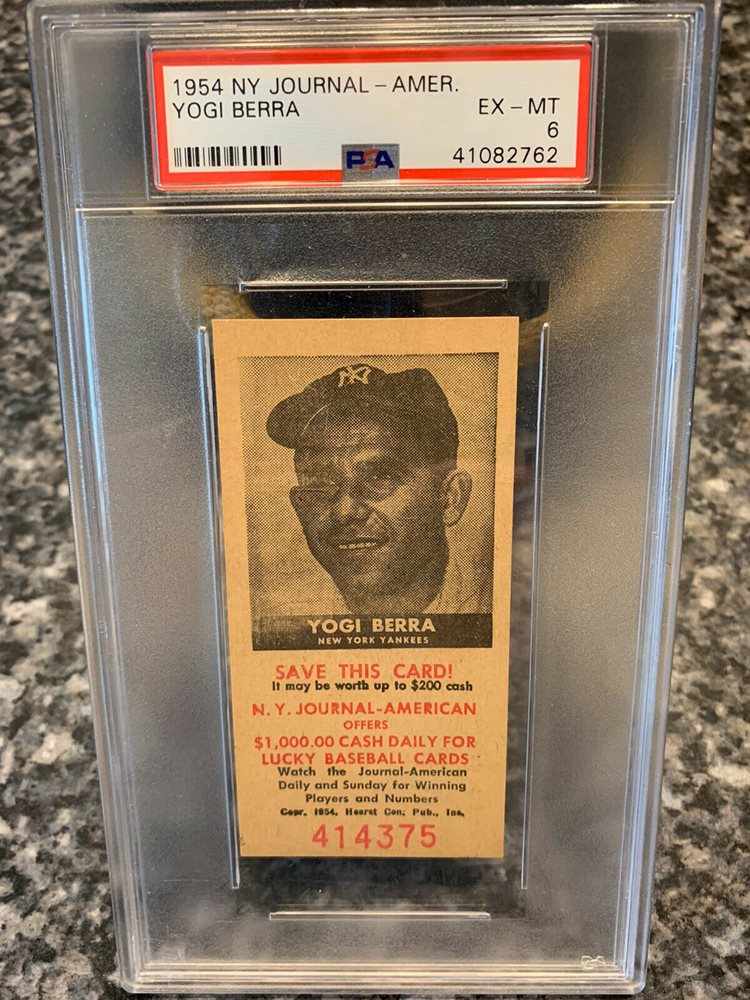 1954 NY JOURNAL - AMER.
YOGI BERRA EX - MT
6
PSA 41082762
NY
YOGI BERRA
NEW YORK YANKEES
SAVE THIS CARD!
It may be worth up to $200 cash
N. Y. JOURNAL-AMERICAN
OFFERS
$1,000.00 CASH DAILY FOR
LUCKY BASEBALL CARDS
Watch the Journal-American
Daily and Sunday for Winning
Players and Numbers
Copr. 1954, Hearst Con. Pub., Inc.
414375